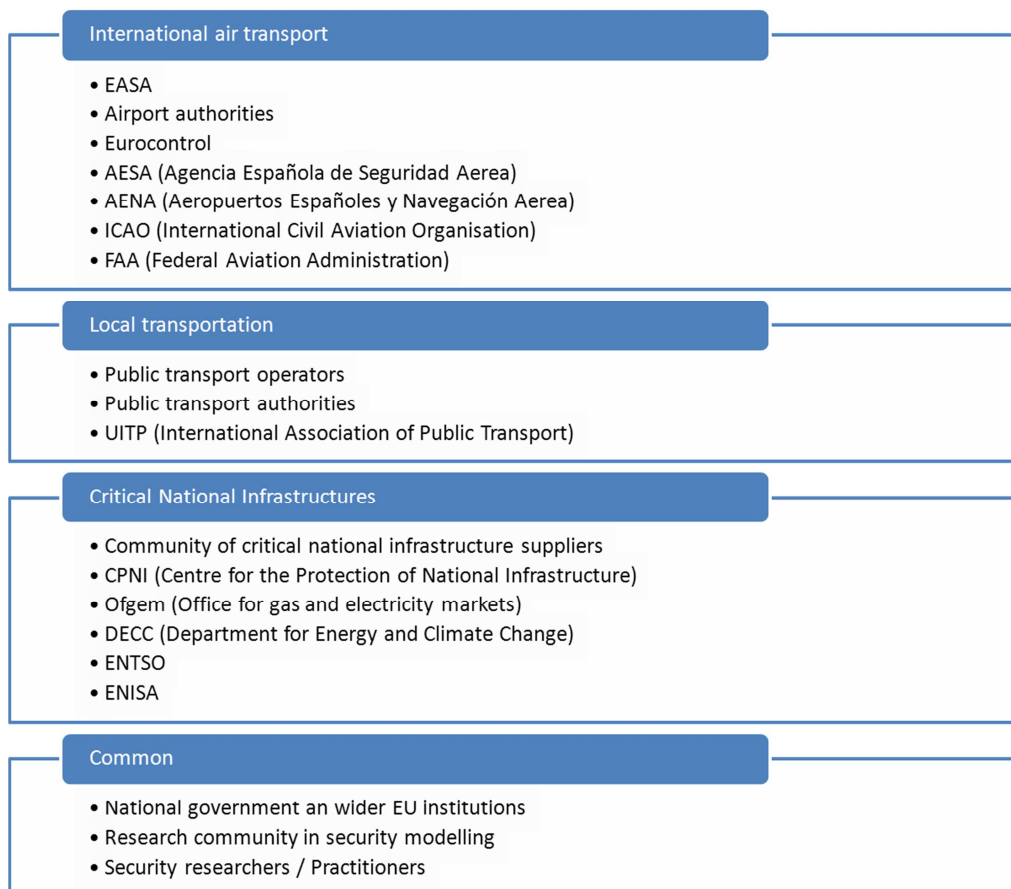 International air transport
• EASA
• Airport authorities
• Eurocontrol
• AESA (Agencia Española de Seguridad Aerea)
• AENA (Aeropuertos Españoles y Navegación Aerea)
• ICAO (International Civil Aviation Organisation)
• FAA (Federal Aviation Administration)
Local transportation
• Public transport operators
• Public transport authorities
• UITP (International Association of Public Transport)
Critical National Infrastructures
• Community of critical national infrastructure suppliers
• CPNI (Centre for the Protection of National Infrastructure)
• Ofgem (Office for gas and electricity markets)
• DECC (Department for Energy and Climate Change)
• ENTSO
• ENISA
Common
• National government an wider EU institutions
• Research community in security modelling
• Security researchers / Practitioners